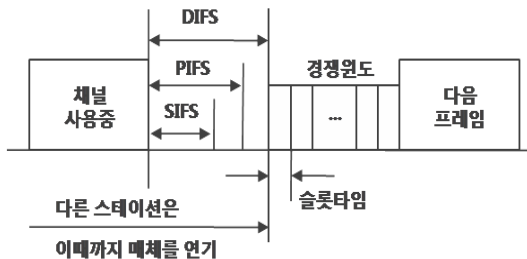 DIFS
PIFS
SIFS
채널
사용중
경쟁윈도
...
다음
프레임
슬롯타임
다른 스테이션은
이때까지 매체를 연기